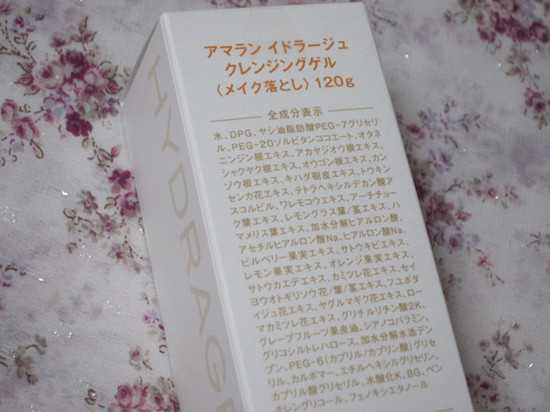 アマラン イドラージュ
クレンジングゲル
(メイク落とし) 120g
全成分表示
水、DPG、ヤシ油脂肪酸PEG-7グリセリ
ル、PEG-20ソルビタンココエート、オタネ
ニンジン根エキス、アカヤジオウ根エキス、
シャクヤク根エキス、オウゴン根エキス、カン
ゾウ根エキス、キハダ樹皮エキス、トウキン
センカ花エキス、テトラヘキシルデカン酸ア
スコルビル、ワレモコウエキス、アーチチョー
ク葉エキス、レモングラス葉/茎エキス、ハ
マメリス葉エキス、加水分解ヒアルロン酸、
アセチルヒアルロン酸Na、ヒアルロン酸Na、
ビルベリー果実エキス、サトウキビエキス、
レモン果実エキス、オレンジ果実エキス、
サトウカエデエキス、カミツレ花エキス、セイ
ヨウオトギリソウ花/葉/茎エキス、フユボダ
イジュ花エキス、ヤグルマギク花エキス、ロー
マカミツレ花エキス、グリチルリチン酸2K、
グレープフルーツ果皮油、シアノコバラミン、
グリコシルトレハロース、加水分解水添デン
プン、PEG-6(カプリル/カプリン酸)グリセ
リル、カルボマー、エチルヘキシルグリセリン、
カプリル酸グリセリル、水酸化K、BG、ペン
チレングリコール、フェノキシエタノール
HYDRAGE